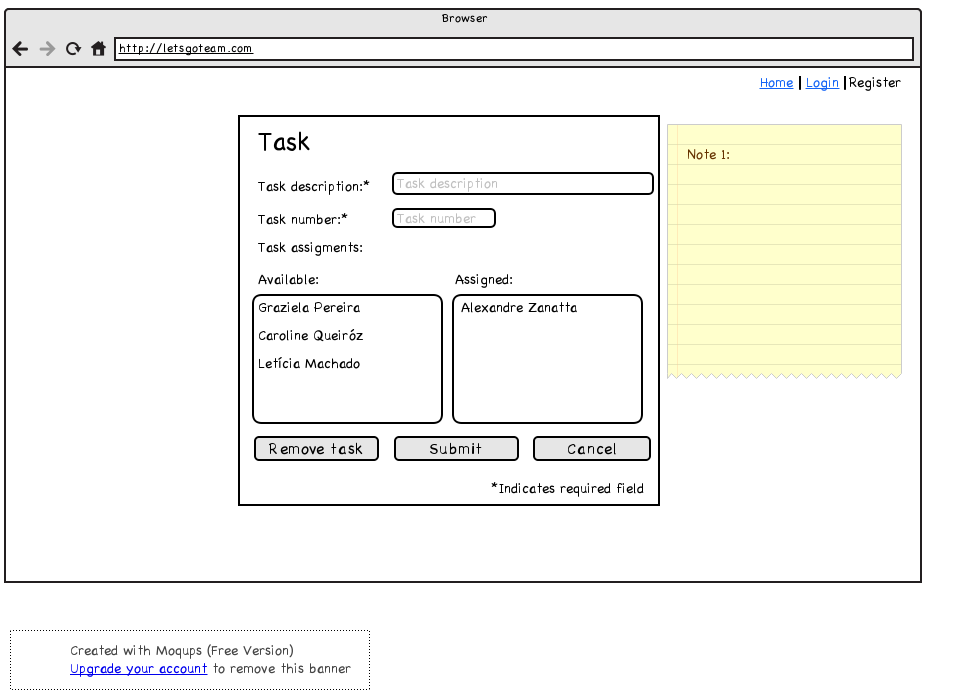 Browser
http://letsgoteam.com
Home | Login | Register
Task
Note 1:
Task description:* Task description
Task number:* Task number
Task assigments:
Available: Assigned:
Graziela Pereira Alexandre Zanatta
Caroline Queiróz
Letícia Machado
Remove task Submit Cancel
*Indicates required field
Created with Moqups (Free Version)
Upgrade your account to remove this banner